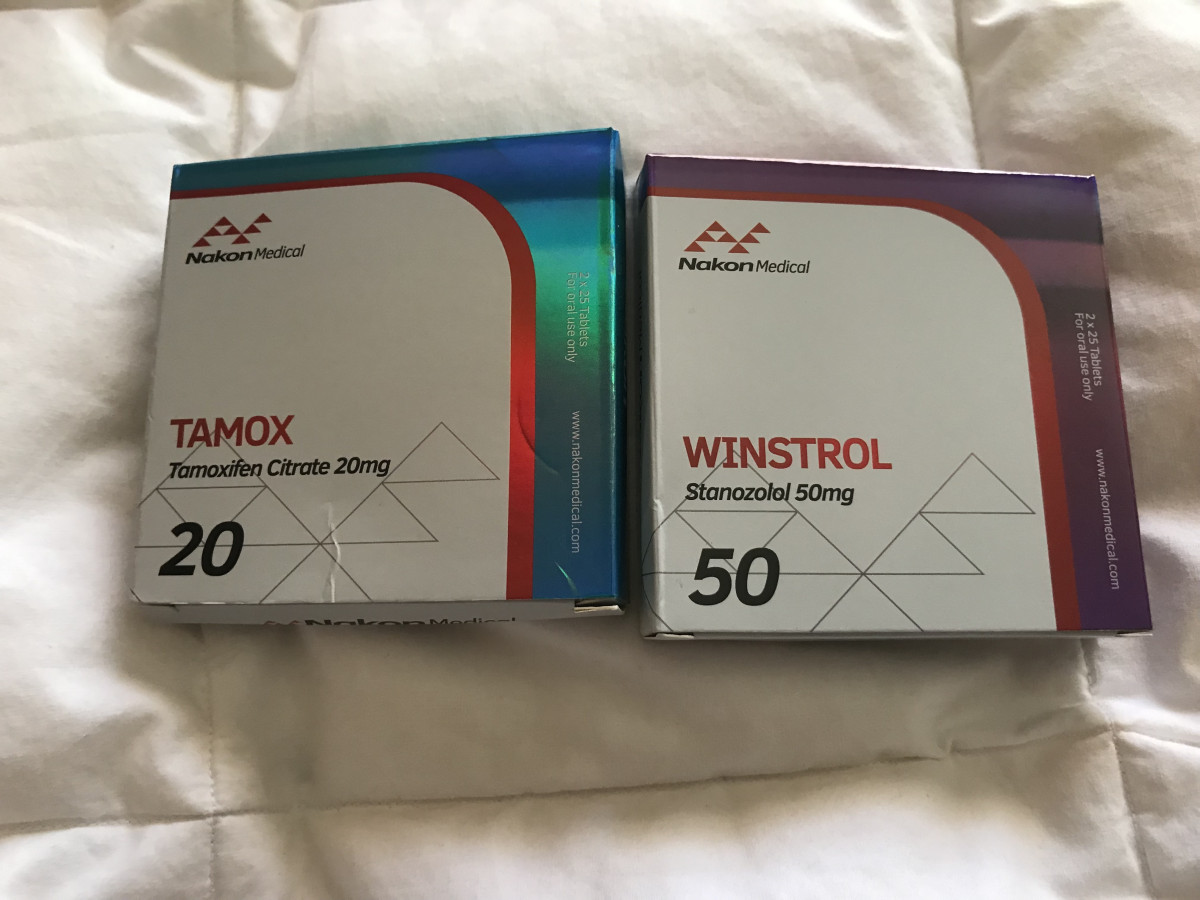 Nakon Medical
TAMOX
Tamoxifen Citrate 20mg
20
2 x 25 Tablets
For oral use only
www.nakonmedical.com
Nakon Medical
Nakon Medical
WINSTROL
Stanozolol 50mg
50
2 x 25 Tablets
For oral use only
www.nakonmedical.com